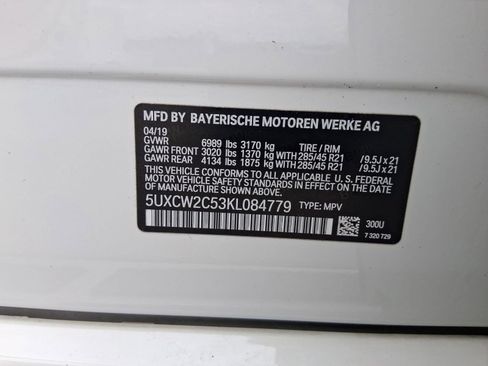 MFD BY BAYERISCHE MOTOREN WERKE AG
04/19
GVWR 6989 lbs 3170 kg TIRE / RIM
GAWR FRONT 3020 lbs 1370 kg WITH 285/45 R21 /9.5J x 21
GAWR REAR 4134 lbs 1875 kg WITH 285/45 R21 /9.5J x 21
THIS VEHICLE CONFORMS TO ALL APPLICABLE FEDERAL
MOTOR VEHICLE SAFETY STANDARDS IN EFFECT ON THE
DATE OF MANUFACTURE SHOWN ABOVE.
5UXCW2C53KL084779 TYPE: MPV
300U
7 320 729